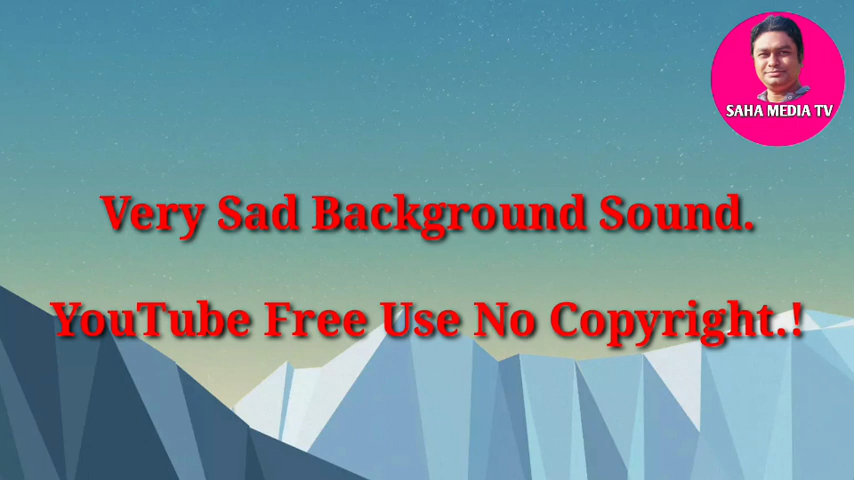 SAHA MEDIA TV
Very Sad Background Sound.
YouTube Free Use No Copyright.!